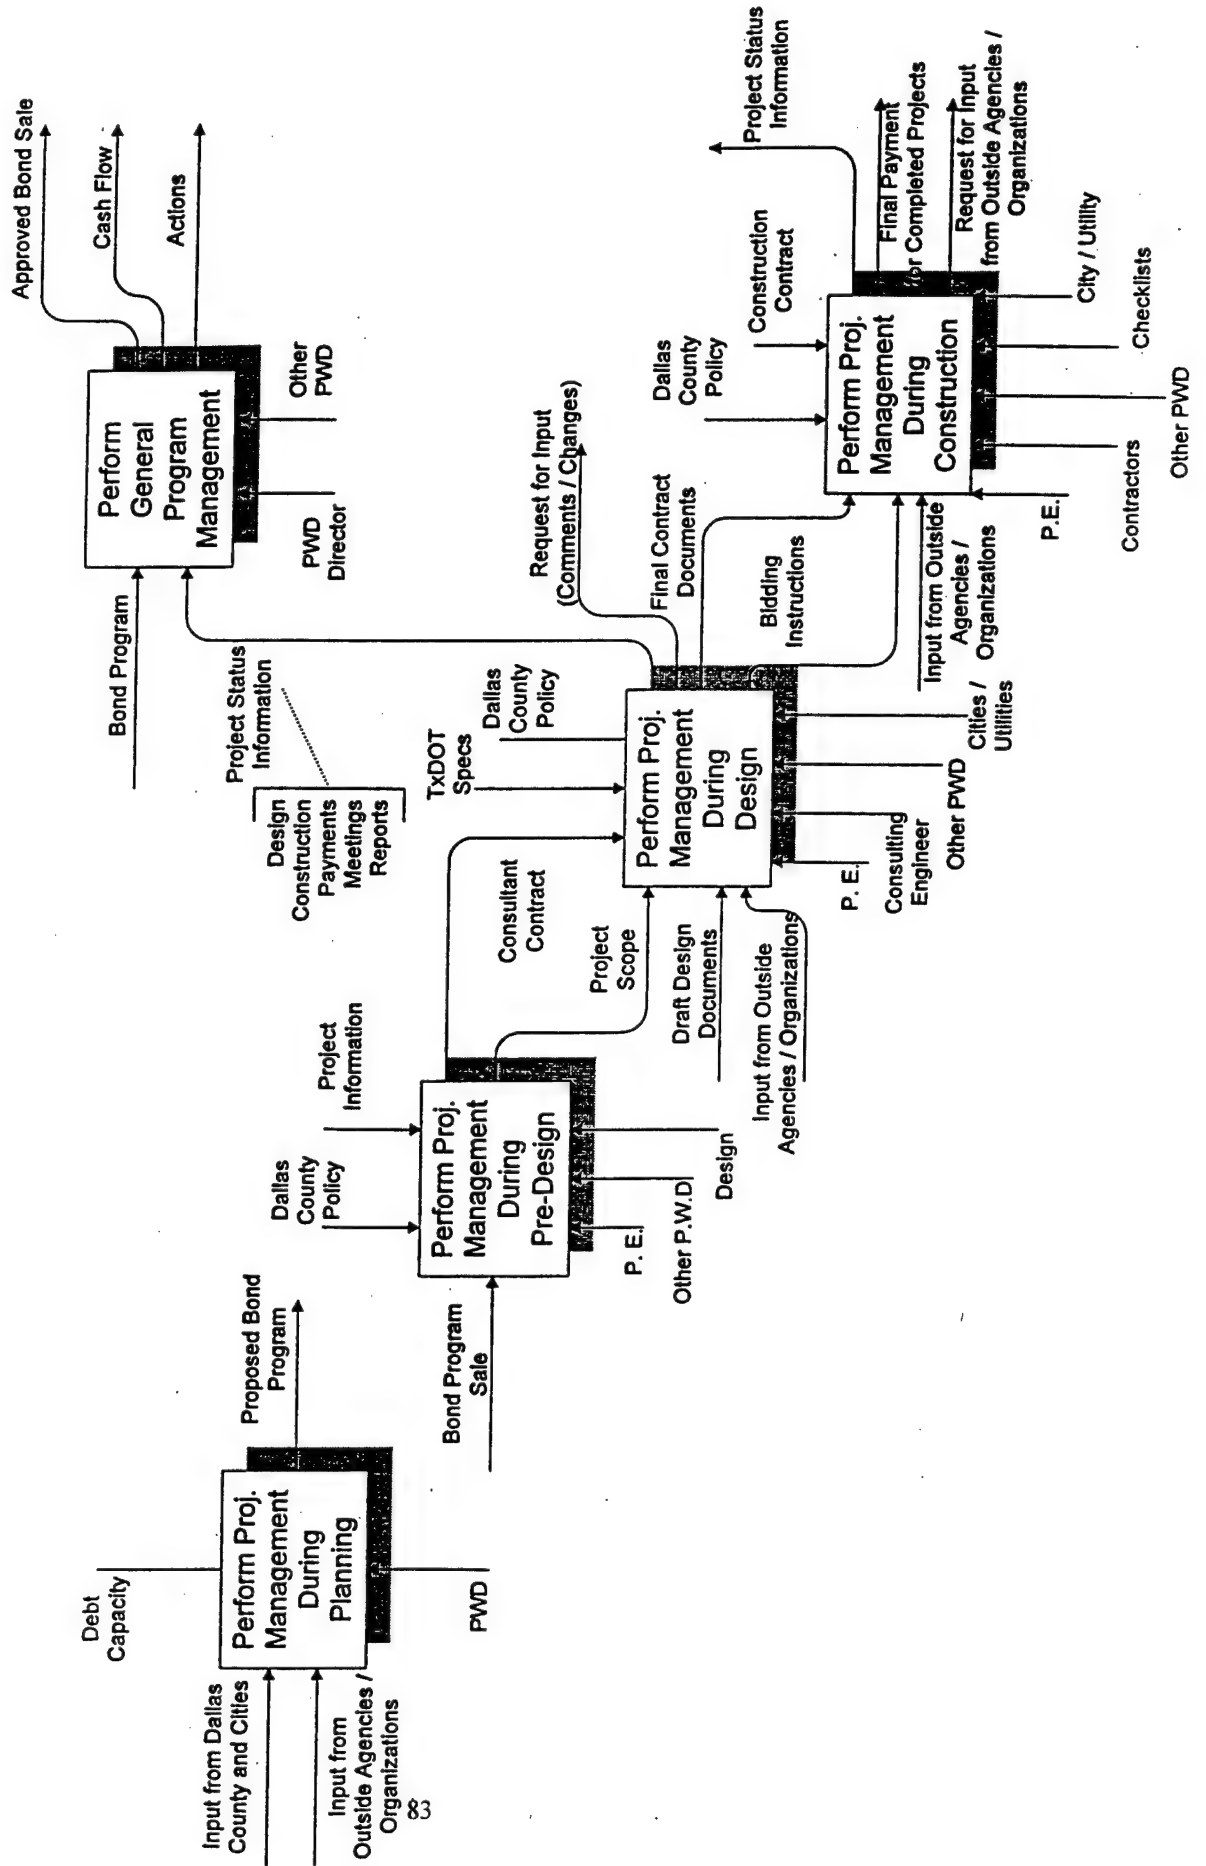 Debt
Capacity
Input from Dallas
County and Cities
Input from
Outside Agencies /
Organizations
Perform Proj.
Management
During
Planning
PWD
Proposed Bond
Program
Bond Program
Sale
Dallas
County
Policy
Project
Information
Perform Proj.
Management
During
Pre-Design
P. E.
Other P.W.D
Design
Consultant
Contract
Project
Scope
Draft Design
Documents
Input from Outside
Agencies / Organizations
TxDOT
Specs
Dallas
County
Policy
Perform Proj.
Management
During
Design
P. E.
Consulting
Engineer
Other PWD
Cities /
Utilities
Design
Construction
Payments
Meetings
Reports
Project Status
Information
Bond Program
Perform
General
Program
Management
PWD
Director
Other
PWD
Approved Bond Sale
Cash Flow
Actions
Request for Input
(Comments / Changes)
Final Contract
Documents
Bidding
Instructions
Input from Outside
Agencies /
Organizations
Dallas
County
Policy
Construction
Contract
Perform Proj.
Management
During
Construction
P.E.
Contractors
Other PWD
Checklists
City / Utility
Project Status
Information
Final Payment
for Completed Projects
Request for Input
from Outside Agencies /
Organizations
83